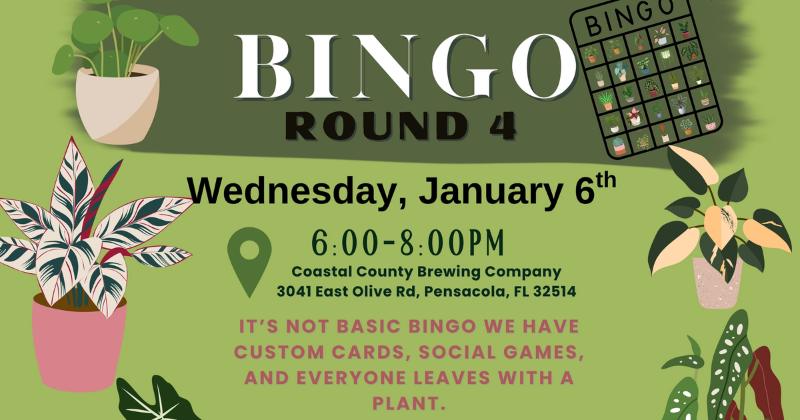 BINGO
BINGO
ROUND 4
Wednesday, January 6th
6:00-8:00PM
Coastal County Brewing Company
3041 East Olive Rd, Pensacola, FL 32514
IT'S NOT BASIC BINGO WE HAVE
CUSTOM CARDS, SOCIAL GAMES,
AND EVERYONE LEAVES WITH A
PLANT.